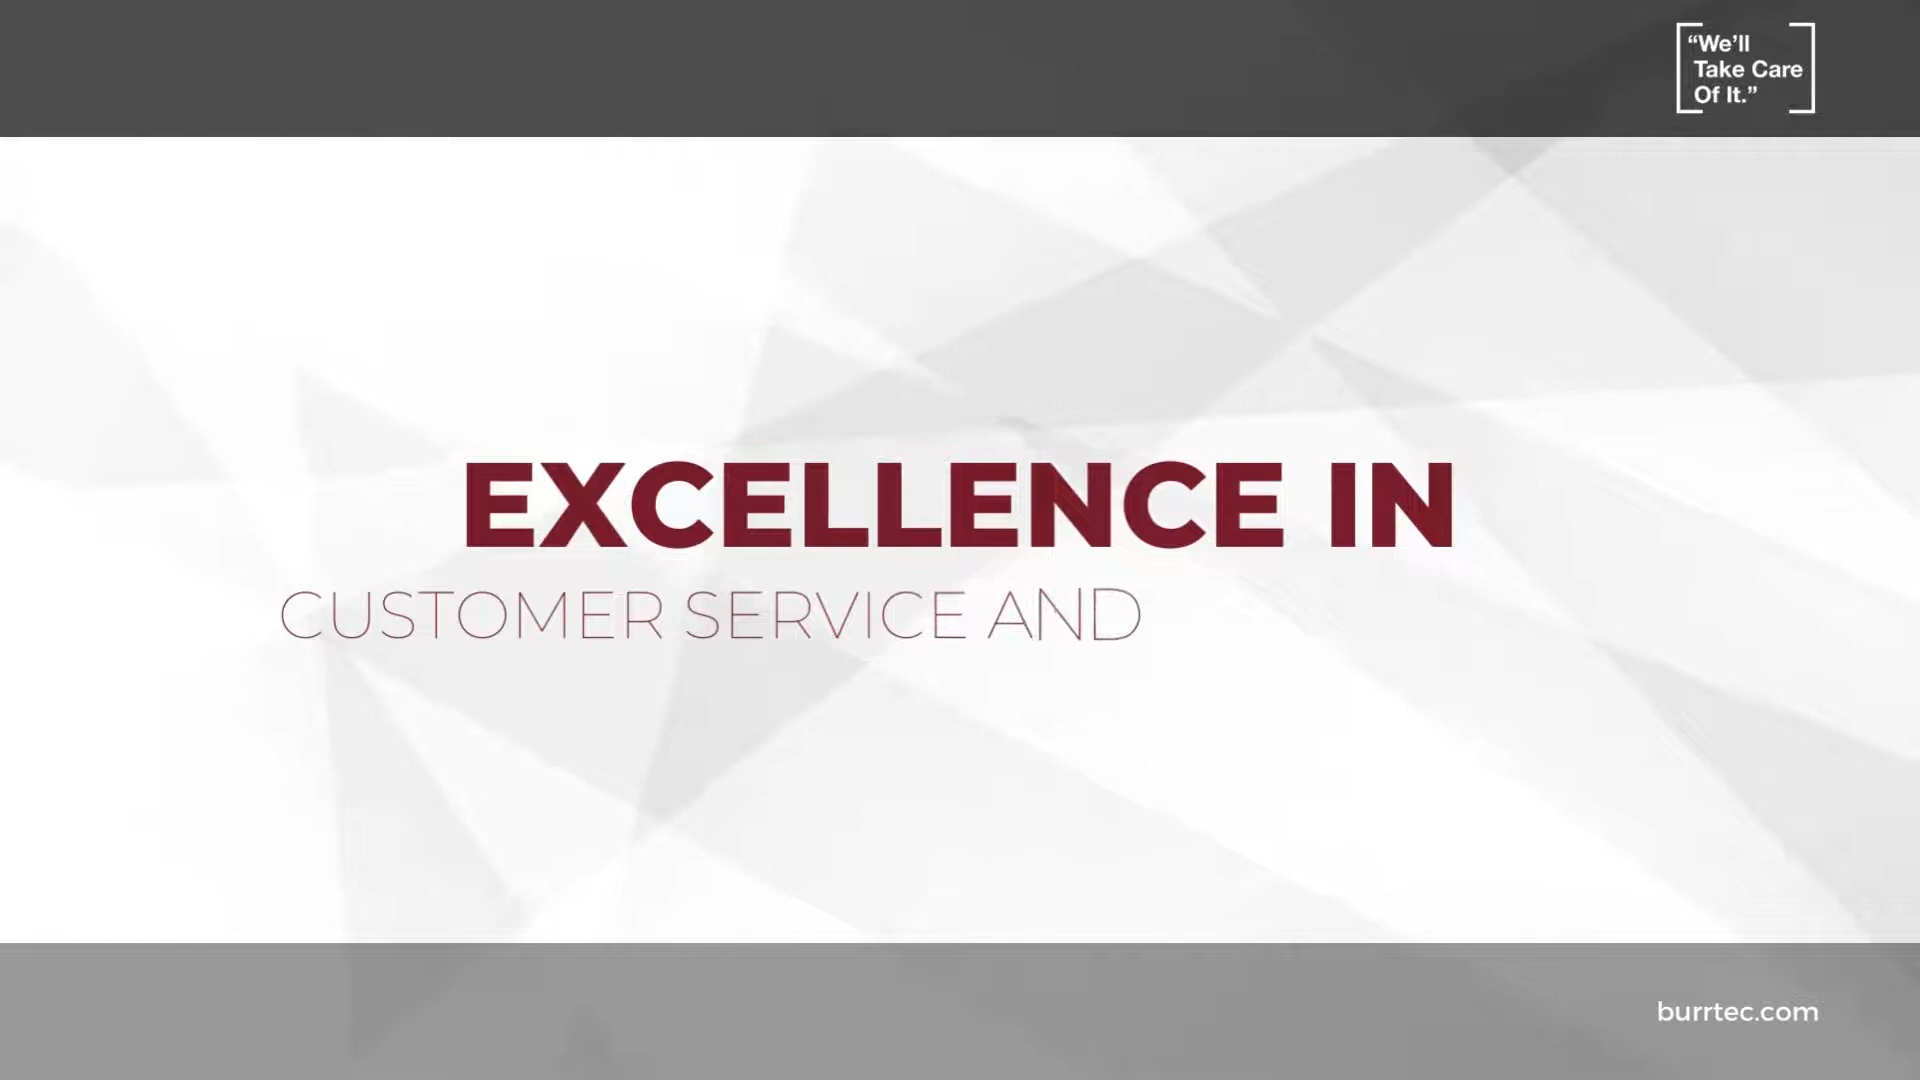 “We’ll
Take Care
Of It.”
EXCELLENCE IN
CUSTOMER SERVICE AND
burrtec.com